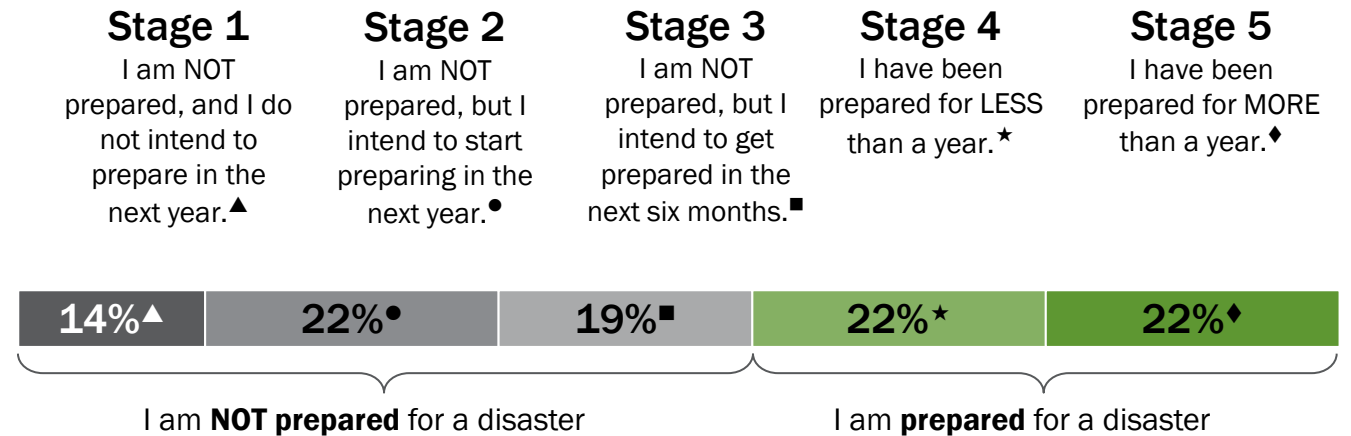 Stage 1
I am NOT
prepared, and I do
not intend to
prepare in the
next year.▲
Stage 2
I am NOT
prepared, but I
intend to start
preparing in the
next year.●
Stage 3
I am NOT
prepared, but I
intend to get
prepared in the
next six months.■
Stage 4
I have been
prepared for LESS
than a year.★
Stage 5
I have been
prepared for MORE
than a year.♦
14%▲
22%●
19%■
22%★
22%♦
I am NOT prepared for a disaster
I am prepared for a disaster